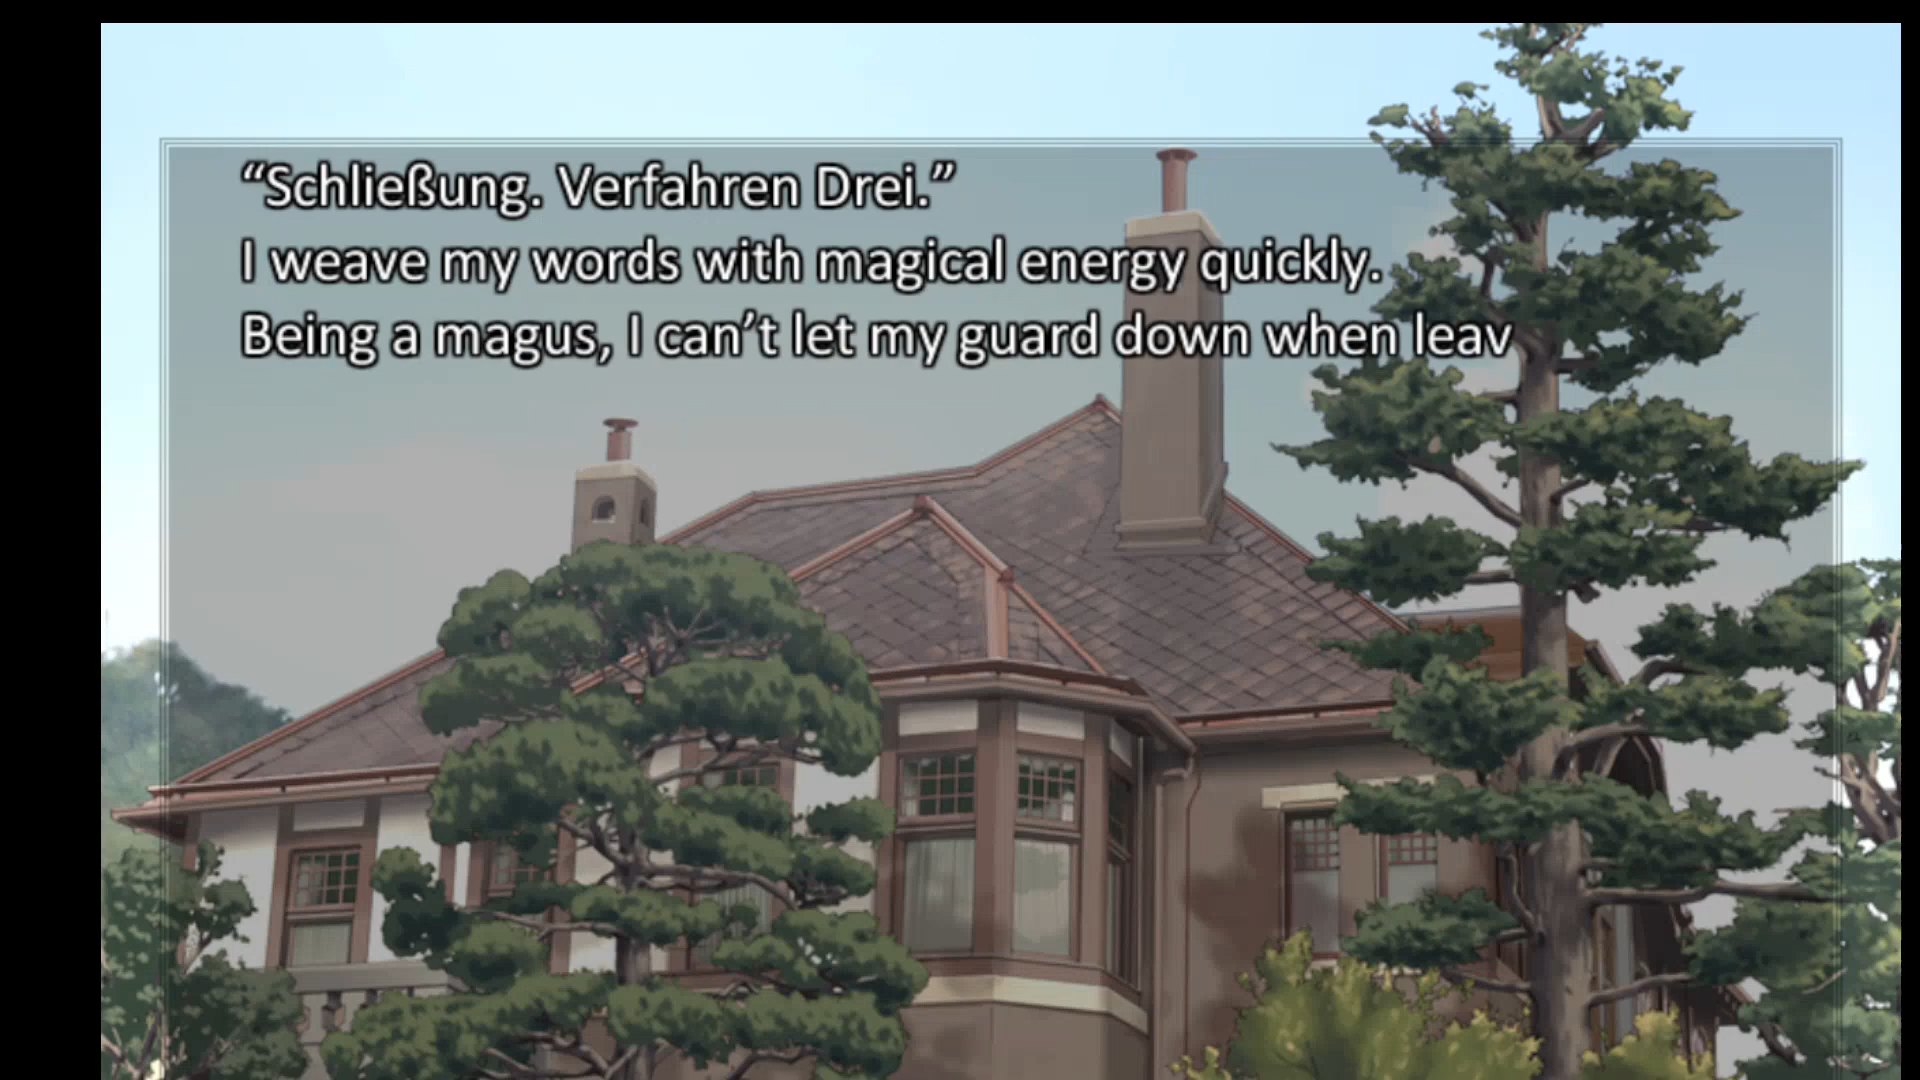 “Schließung. Verfahren Drei.”
I weave my words with magical energy quickly.
Being a magus, I can’t let my guard down when leav